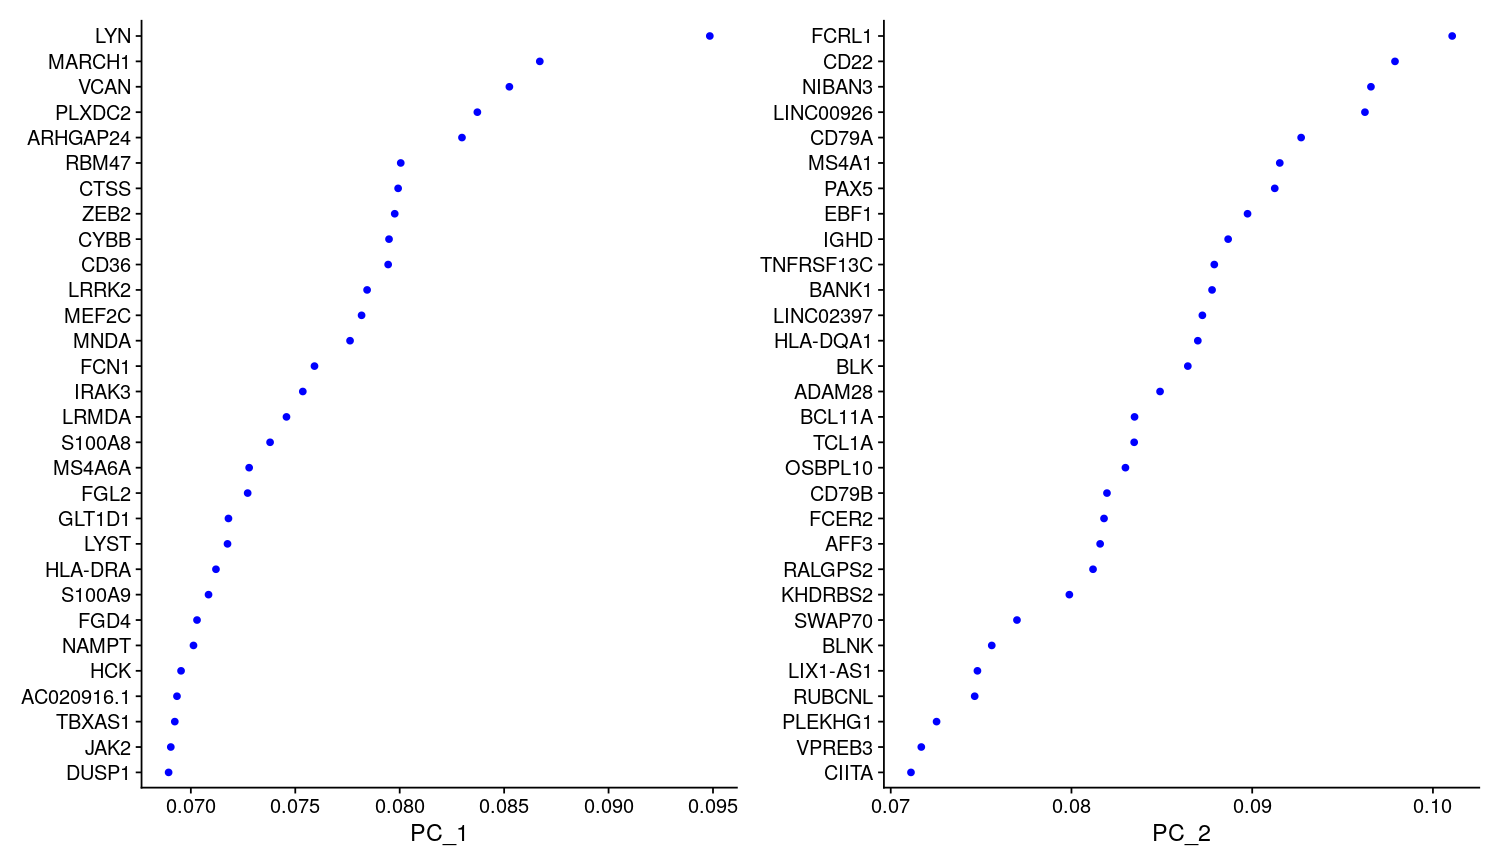 LYN
MARCH1
VCAN
PLXDC2
ARHGAP24
RBM47
CTSS
ZEB2
CYBB
CD36
LRRK2
MEF2C
MNDA
FCN1
IRAK3
LRMDA
S100A8
MS4A6A
FGL2
GLT1D1
LYST
HLA-DRA
S100A9
FGD4
NAMPT
HCK
AC020916.1
TBXAS1
JAK2
DUSP1
0.070 0.075 0.080 0.085 0.090 0.095
PC_1
FCRL1
CD22
NIBAN3
LINC00926
CD79A
MS4A1
PAX5
EBF1
IGHD
TNFRSF13C
BANK1
LINC02397
HLA-DQA1
BLK
ADAM28
BCL11A
TCL1A
OSBPL10
CD79B
FCER2
AFF3
RALGPS2
KHDRBS2
SWAP70
BLNK
LIX1-AS1
RUBCNL
PLEKHG1
VPREB3
CIITA
0.07 0.08 0.09 0.10
PC_2